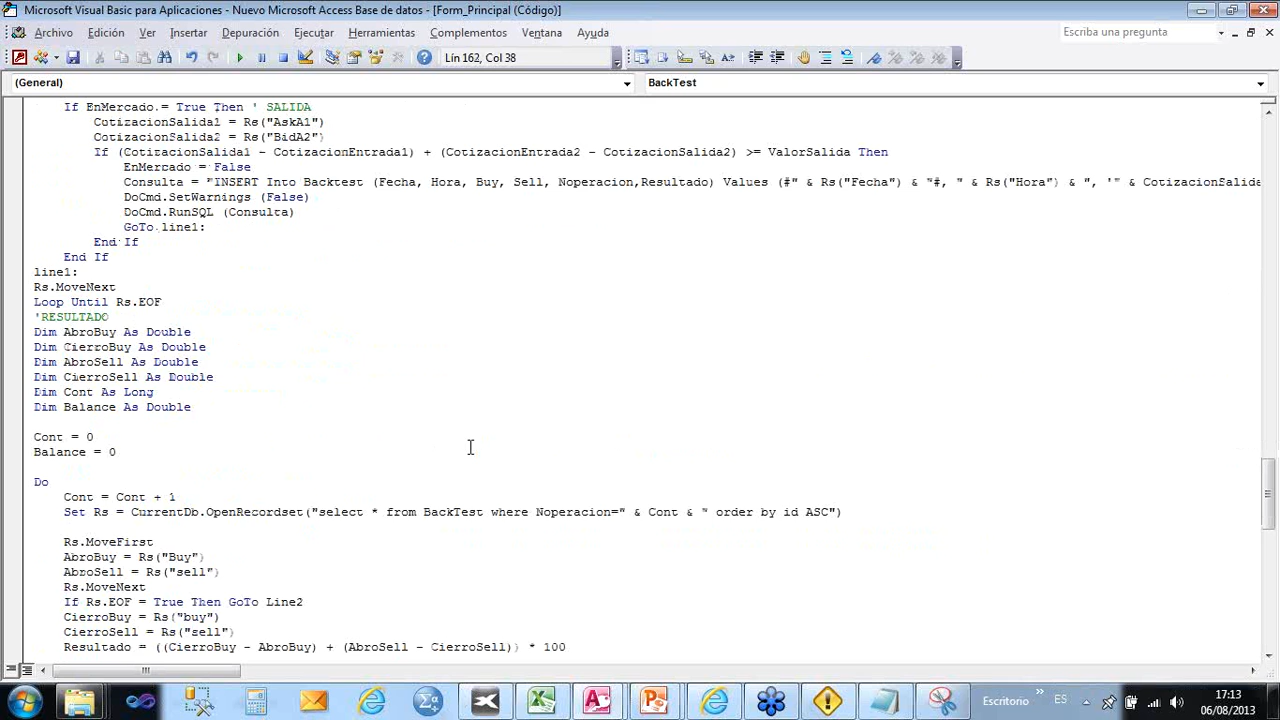 Microsoft Visual Basic para Aplicaciones - Nuevo Microsoft Access Base de datos - [Form_Principal (Código)]
Archivo Edición Ver Insertar Depuración Ejecutar Herramientas Complementos Ventana Ayuda Escriba una pregunta
Lín 162, Col 38
(General) BackTest
If EnMercado = True Then ' SALIDA
CotizacionSalida1 = Rs("AskA1")
CotizacionSalida2 = Rs("BidA2")
If (CotizacionSalida1 - CotizacionEntrada1) + (CotizacionEntrada2 - CotizacionSalida2) >= ValorSalida Then
EnMercado = False
Consulta = "INSERT Into Backtest (Fecha, Hora, Buy, Sell, Noperacion,Resultado) Values (#" & Rs("Fecha") & "#, " & Rs("Hora") & ", '" & CotizacionSalida
DoCmd.SetWarnings (False)
DoCmd.RunSQL (Consulta)
GoTo line1:
End If
End If
line1:
Rs.MoveNext
Loop Until Rs.EOF
'RESULTADO
Dim AbroBuy As Double
Dim CierroBuy As Double
Dim AbroSell As Double
Dim CierroSell As Double
Dim Cont As Long
Dim Balance As Double
Cont = 0
Balance = 0
Do
Cont = Cont + 1
Set Rs = CurrentDb.OpenRecordset("select * from BackTest where Noperacion=" & Cont & " order by id ASC")
Rs.MoveFirst
AbroBuy = Rs("Buy")
AbroSell = Rs("sell")
Rs.MoveNext
If Rs.EOF = True Then GoTo Line2
CierroBuy = Rs("buy")
CierroSell = Rs("sell")
Resultado = ((CierroBuy - AbroBuy) + (AbroSell - CierroSell)) * 100
Escritorio » ES 17:13
06/08/2013